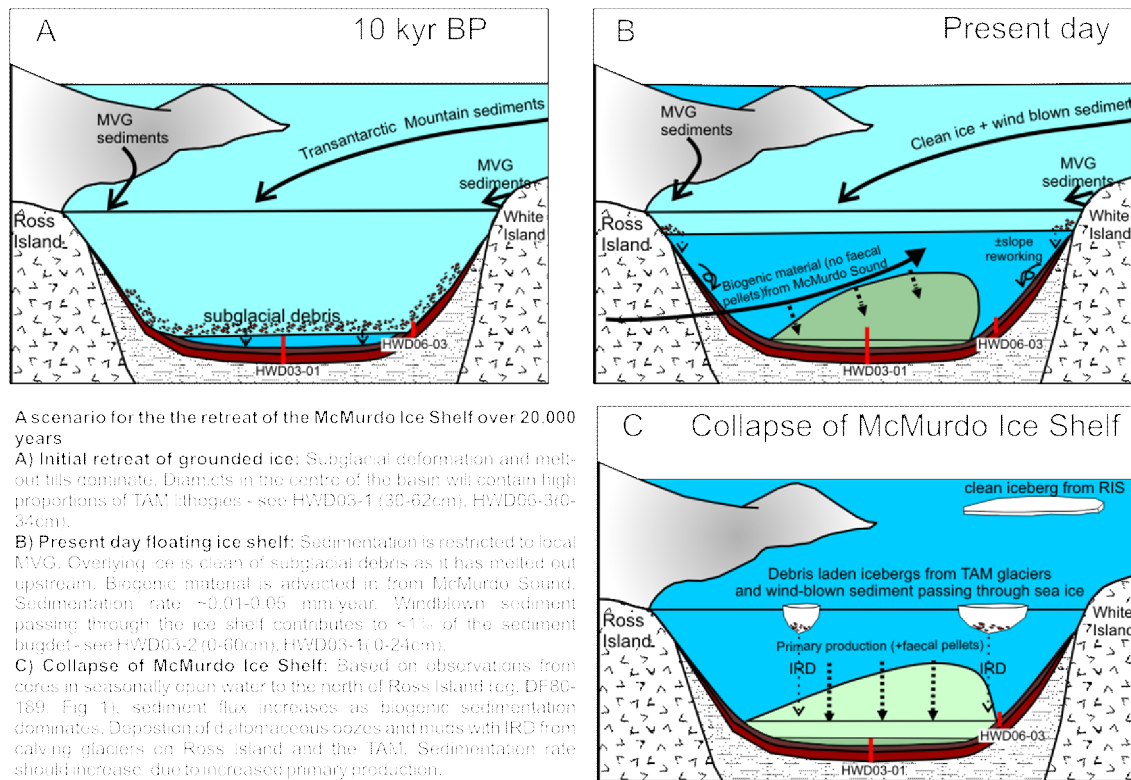 A
10 kyr BP
MVG
sediments
Transantarctic Mountain sediments
MVG
sediments
Ross
Island
White
Island
subglacial debris
HWD06-03
HWD03-01
B
Present day
MVG
sediments
Clean ice + wind blown sediment
MVG
sediments
Ross
Island
White
Island
±slope
reworking
Biogenic material (no faecal
pellets)from McMurdo Sound
HWD06-03
HWD03-01
A scenario for the the retreat of the McMurdo Ice Shelf over 20.000
years
A) Initial retreat of grounded ice: Subglacial deformation and melt-
out tills dominate. Diamicts in the centre of the basin will contain high
proportion of TAM lithogies - see HWD3-1 (30-62cm), HWD06-3(0-
34cm).
B) Present day floating ice shelf: Sedimentation is restricted to local
MVG. Overlying ice is clean of subglacial debris as it has melted out
upstream. Biogenic material is advected in from McMurdo Sound.
Sedimentation rate ~0.01-0.05 mm/year. Windblown sediment
passing through the ice shelf contributes to <1% of the sediment
bugdet - see HWD03-2 (0-60cm), HWD03-1(0-24cm).
C) Collapse of McMurdo Ice Shelf: Based on observations from
cores in seasonally open water to the north of Ross Island (eg. DF80-
189; Fig 1), sediment flux increases as biogenic sedimentation
dominates. Deposition of diatom oozes and muds with IRD from
calving glaciers on Ross Island and the TAM. Sedimentation rate
should increase primary production.
C
Collapse of McMurdo Ice Shelf
clean iceberg from RIS
Debris laden icebergs from TAM glaciers
and wind-blown sediment passing through sea ice
Ross
Island
White
Island
Primary production (+faecal pellets)
IRD
IRD
HWD06-03
HWD03-01